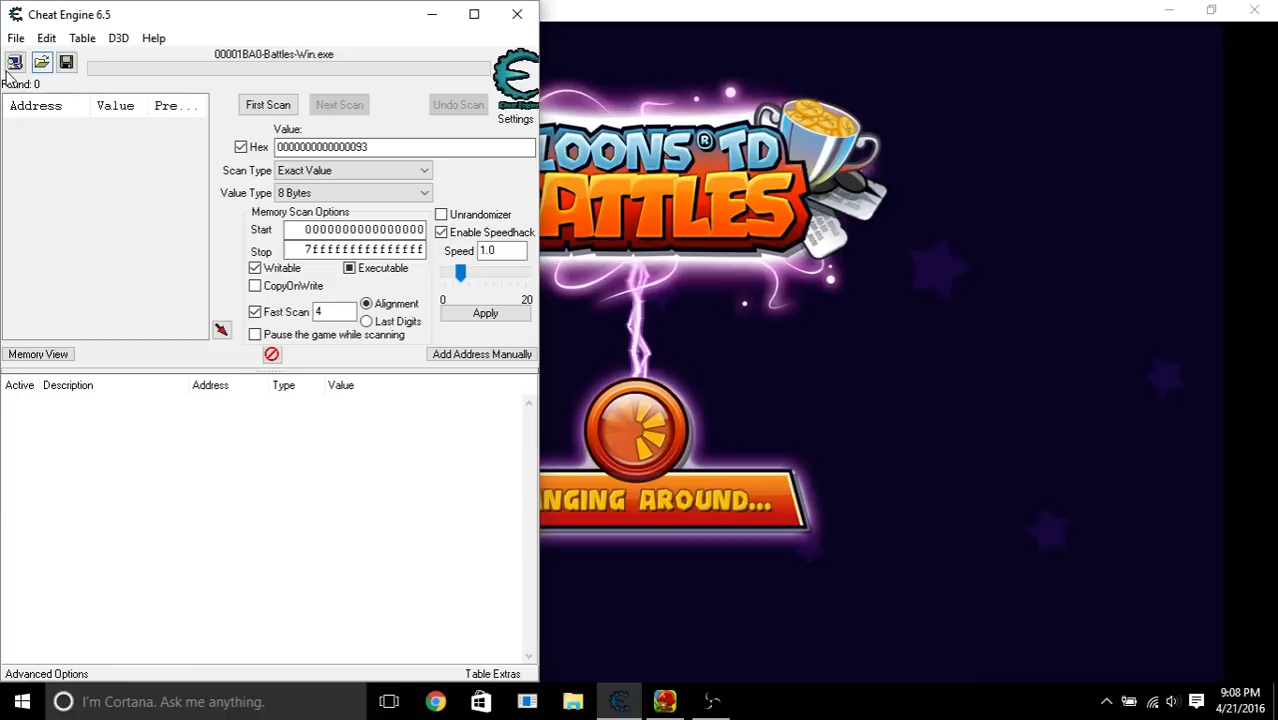 Cheat Engine 6.5
File Edit Table D3D Help
00001BA0-Battles-Win.exe
Found: 0
Address Value Pre...
First Scan Next Scan Undo Scan
Cheat Engine
Settings
Value:
Hex 0000000000000093
Scan Type Exact Value
Value Type 8 Bytes
Memory Scan Options
Start 0000000000000000
Stop 7fffffffffffffff
Writable Executable
CopyOnWrite
Fast Scan 4 Alignment
Last Digits
Pause the game while scanning
Unrandomizer
Enable Speedhack
Speed 1.0
0 20
Apply
Memory View Add Address Manually
Active Description Address Type Value
Advanced Options Table Extras
LOONS® TD
ATTLES
NGING AROUND...
I'm Cortana. Ask me anything.
9:08 PM
4/21/2016